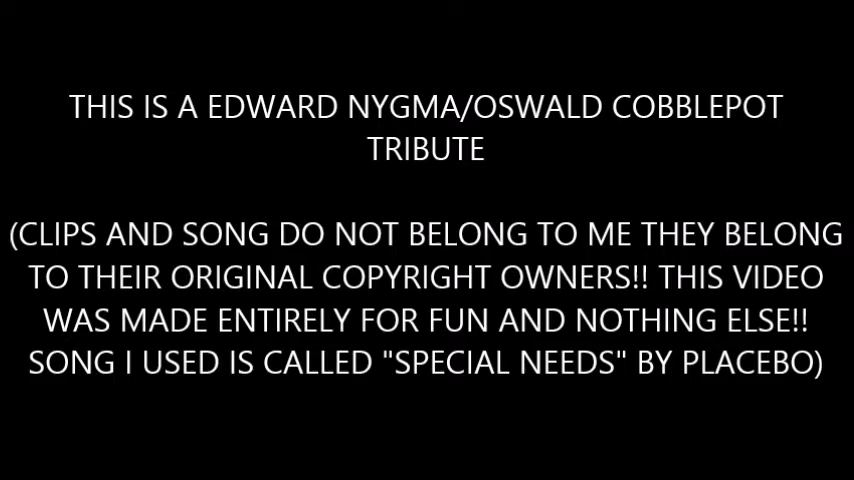 THIS IS A EDWARD NYGMA/OSWALD COBBLEPOT
TRIBUTE
(CLIPS AND SONG DO NOT BELONG TO ME THEY BELONG
TO THEIR ORIGINAL COPYRIGHT OWNERS!! THIS VIDEO
WAS MADE ENTIRELY FOR FUN AND NOTHING ELSE!!
SONG I USED IS CALLED "SPECIAL NEEDS" BY PLACEBO)